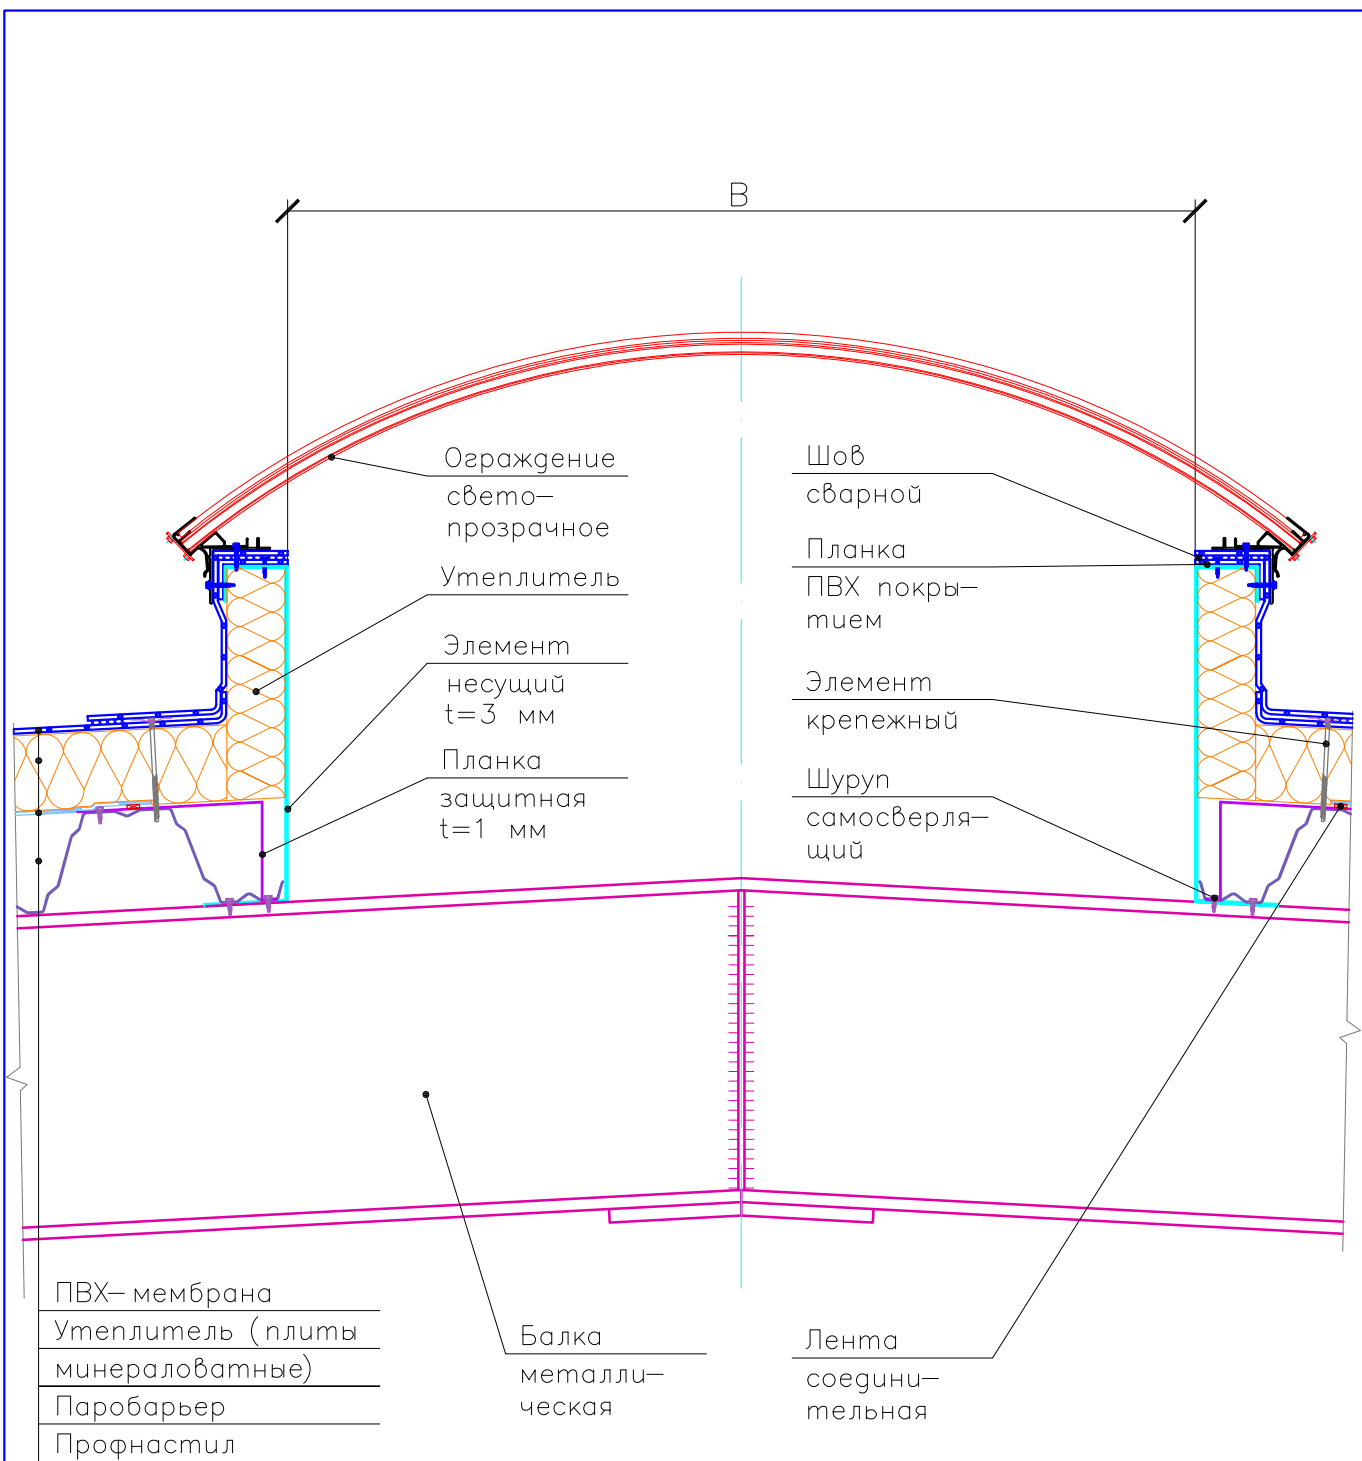 В
Ограждение
свето–
прозрачное
Утеплитель
Элемент
несущий
t=3 мм
Планка
защитная
t=1 мм
Шов
сварной
Планка
ПВХ покры–
тием
Элемент
крепежный
Шуруп
самосверля–
щий
ПВХ–мембрана
Утеплитель (плиты
минераловатные)
Паробарьер
Профнастил
Балка
металли–
ческая
Лента
соедини–
тельная